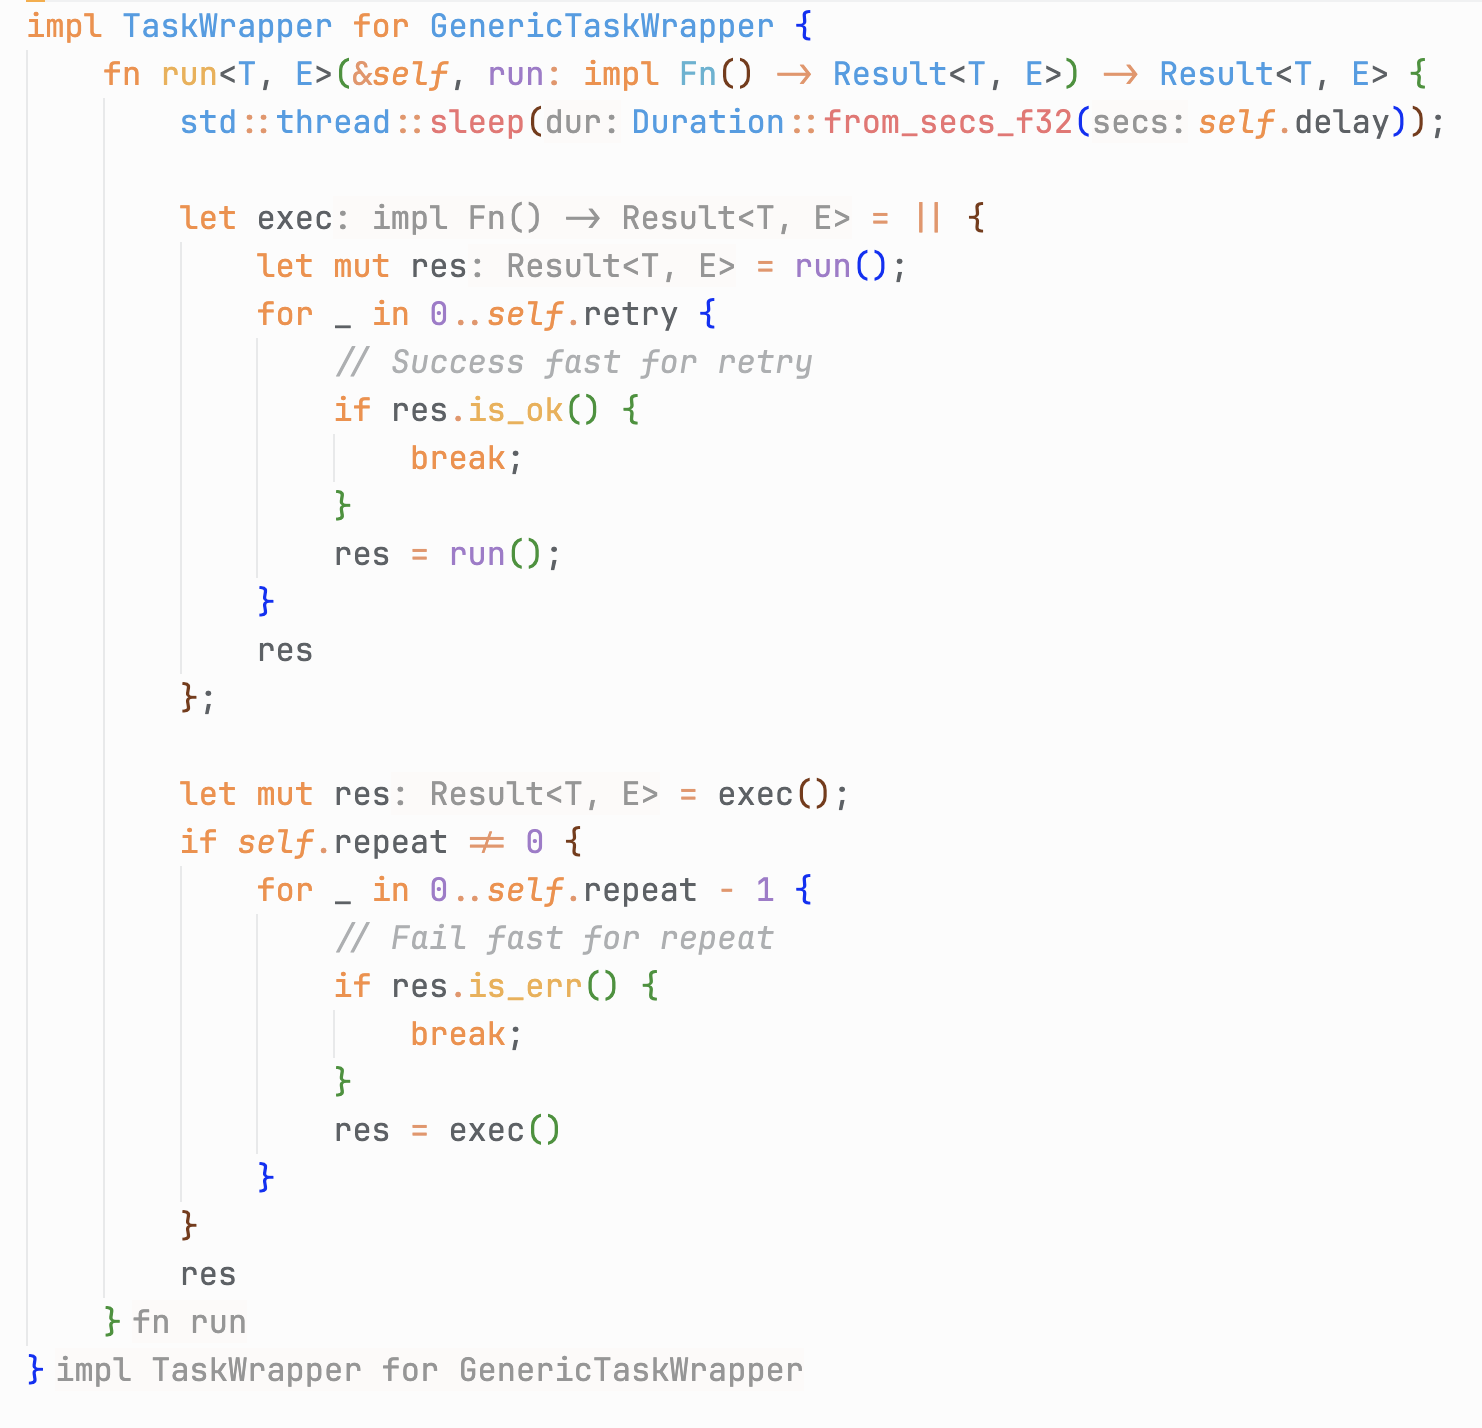 impl TaskWrapper for GenericTaskWrapper {
    fn run<T, E>(&self, run: impl Fn() -> Result<T, E>) -> Result<T, E> {
        std::thread::sleep(dur: Duration::from_secs_f32(secs: self.delay));

        let exec: impl Fn() -> Result<T, E> = || {
            let mut res: Result<T, E> = run();
            for _ in 0..self.retry {
                // Success fast for retry
                if res.is_ok() {
                    break;
                }
                res = run();
            }
            res
        };

        let mut res: Result<T, E> = exec();
        if self.repeat != 0 {
            for _ in 0..self.repeat - 1 {
                // Fail fast for repeat
                if res.is_err() {
                    break;
                }
                res = exec()
            }
        }
        res
    } fn run
} impl TaskWrapper for GenericTaskWrapper